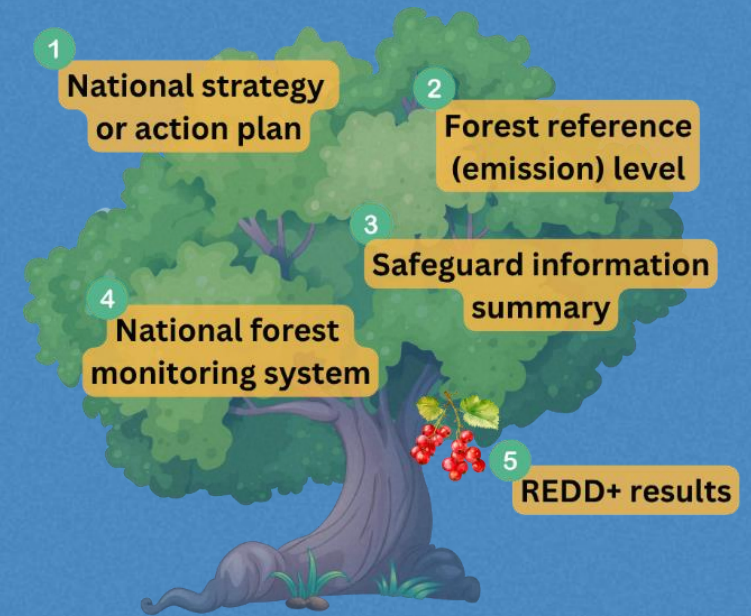 1
National strategy
or action plan
2
Forest reference
(emission) level
3
Safeguard information
summary
4
National forest
monitoring system
5
REDD+ results